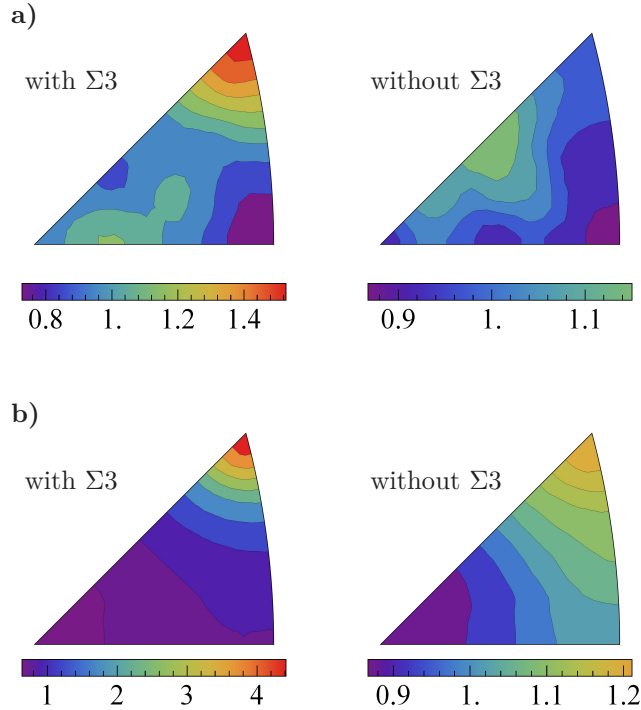 a)
with Σ3
without Σ3
0.8 1. 1.2 1.4
0.9 1. 1.1
b)
with Σ3
without Σ3
1 2 3 4
0.9 1. 1.1 1.2